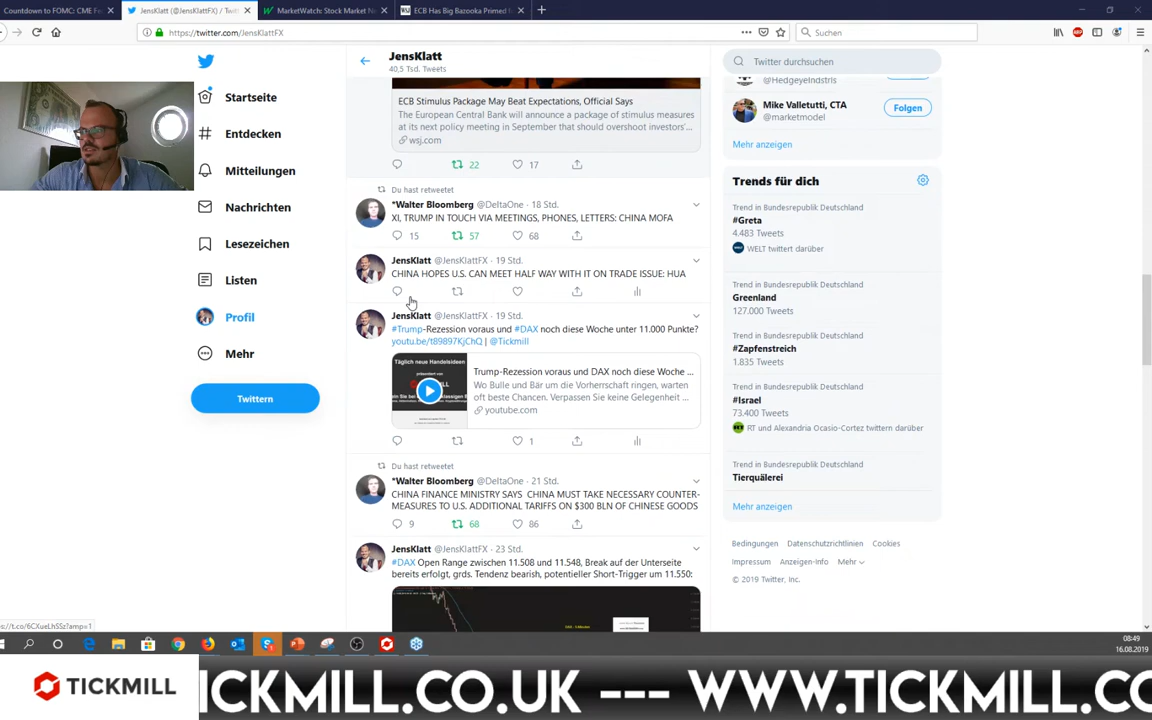 Countdown to FOMC: CME Fe
JensKlatt (@JensKlattFX) / Twitt
MarketWatch: Stock Market N
WSJ
ECB Has Big Bazooka Primed f
https://twitter.com/JensKlattFX
Suchen
JensKlatt
40,5 Tsd. Tweets
Twitter durchsuchen
Startseite
Entdecken
Mitteilungen
Nachrichten
Lesezeichen
Listen
Profil
Mehr
Twittern
ECB Stimulus Package May Beat Expectations, Official Says
The European Central Bank will announce a package of stimulus measures
at its next policy meeting in September that should overshoot investors'...
wsj.com
22
17
Du hast retweetet
*Walter Bloomberg @DeltaOne · 18 Std.
XI, TRUMP IN TOUCH VIA MEETINGS, PHONES, LETTERS: CHINA MOFA
15
57
68
JensKlatt @JensKlattFX · 19 Std.
CHINA HOPES U.S. CAN MEET HALF WAY WITH IT ON TRADE ISSUE: HUA
JensKlatt @JensKlattFX · 19 Std.
#Trump-Rezession voraus und #DAX noch diese Woche unter 11.000 Punkte?
youtu.be/t89897KjChQ | @Tickmill
Täglich neue Handelsideen
präsentiert von
Trump-Rezession voraus und DAX noch diese Woche ...
Wo Bulle und Bär um die Vorherrschaft ringen, warten
oft beste Chancen. Verpassen Sie keine Gelegenheit ...
youtube.com
1
Du hast retweetet
*Walter Bloomberg @DeltaOne · 21 Std.
CHINA FINANCE MINISTRY SAYS CHINA MUST TAKE NECESSARY COUNTER-
MEASURES TO U.S. ADDITIONAL TARIFFS ON $300 BLN OF CHINESE GOODS
9
68
86
JensKlatt @JensKlattFX · 23 Std.
#DAX Open Range zwischen 11.508 und 11.548, Break auf der Unterseite
bereits erfolgt, grds. Tendenz bearish, potentieller Short-Trigger um 11.550:
@HedgeyeIndstris
Mike Valletutti, CTA
@marketmodel
Folgen
Mehr anzeigen
Trends für dich
Trend in Bundesrepublik Deutschland
#Greta
4.483 Tweets
WELT twittert darüber
Trend in Bundesrepublik Deutschland
Greenland
127.000 Tweets
Trend in Bundesrepublik Deutschland
#Zapfenstreich
1.835 Tweets
Trend in Bundesrepublik Deutschland
#Israel
73.400 Tweets
RT und Alexandria Ocasio-Cortez twittern darüber
Trend in Bundesrepublik Deutschland
Tierquälerei
Mehr anzeigen
Bedingungen Datenschutzrichtlinien Cookies
Impressum Anzeigen-Info Mehr
© 2019 Twitter, Inc.
s://t.co/6CXueLhSSz?amp=1
08:49
16.08.2019
TICKMILL
ICKMILL.CO.UK --- WWW.TICKMILL.CO